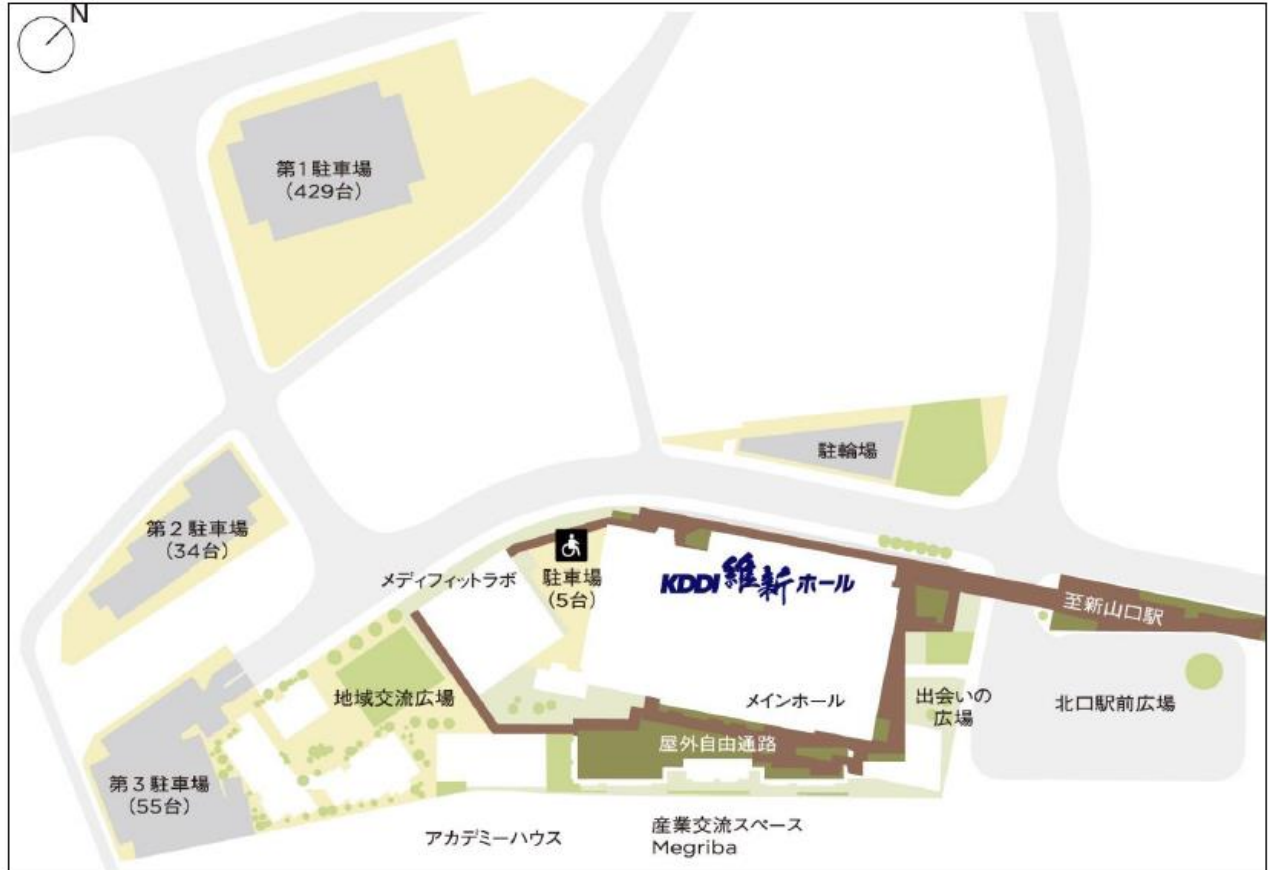 N
第1駐車場
(429台)
駐輪場
第2駐車場
(34台)
メディフィットラボ
駐車場
(5台)
KDDI 維新ホール
至新山口駅
地域交流広場
メインホール
出会いの
広場
北口駅前広場
屋外自由通路
第3駐車場
(55台)
アカデミーハウス
産業交流スペース
Megriba